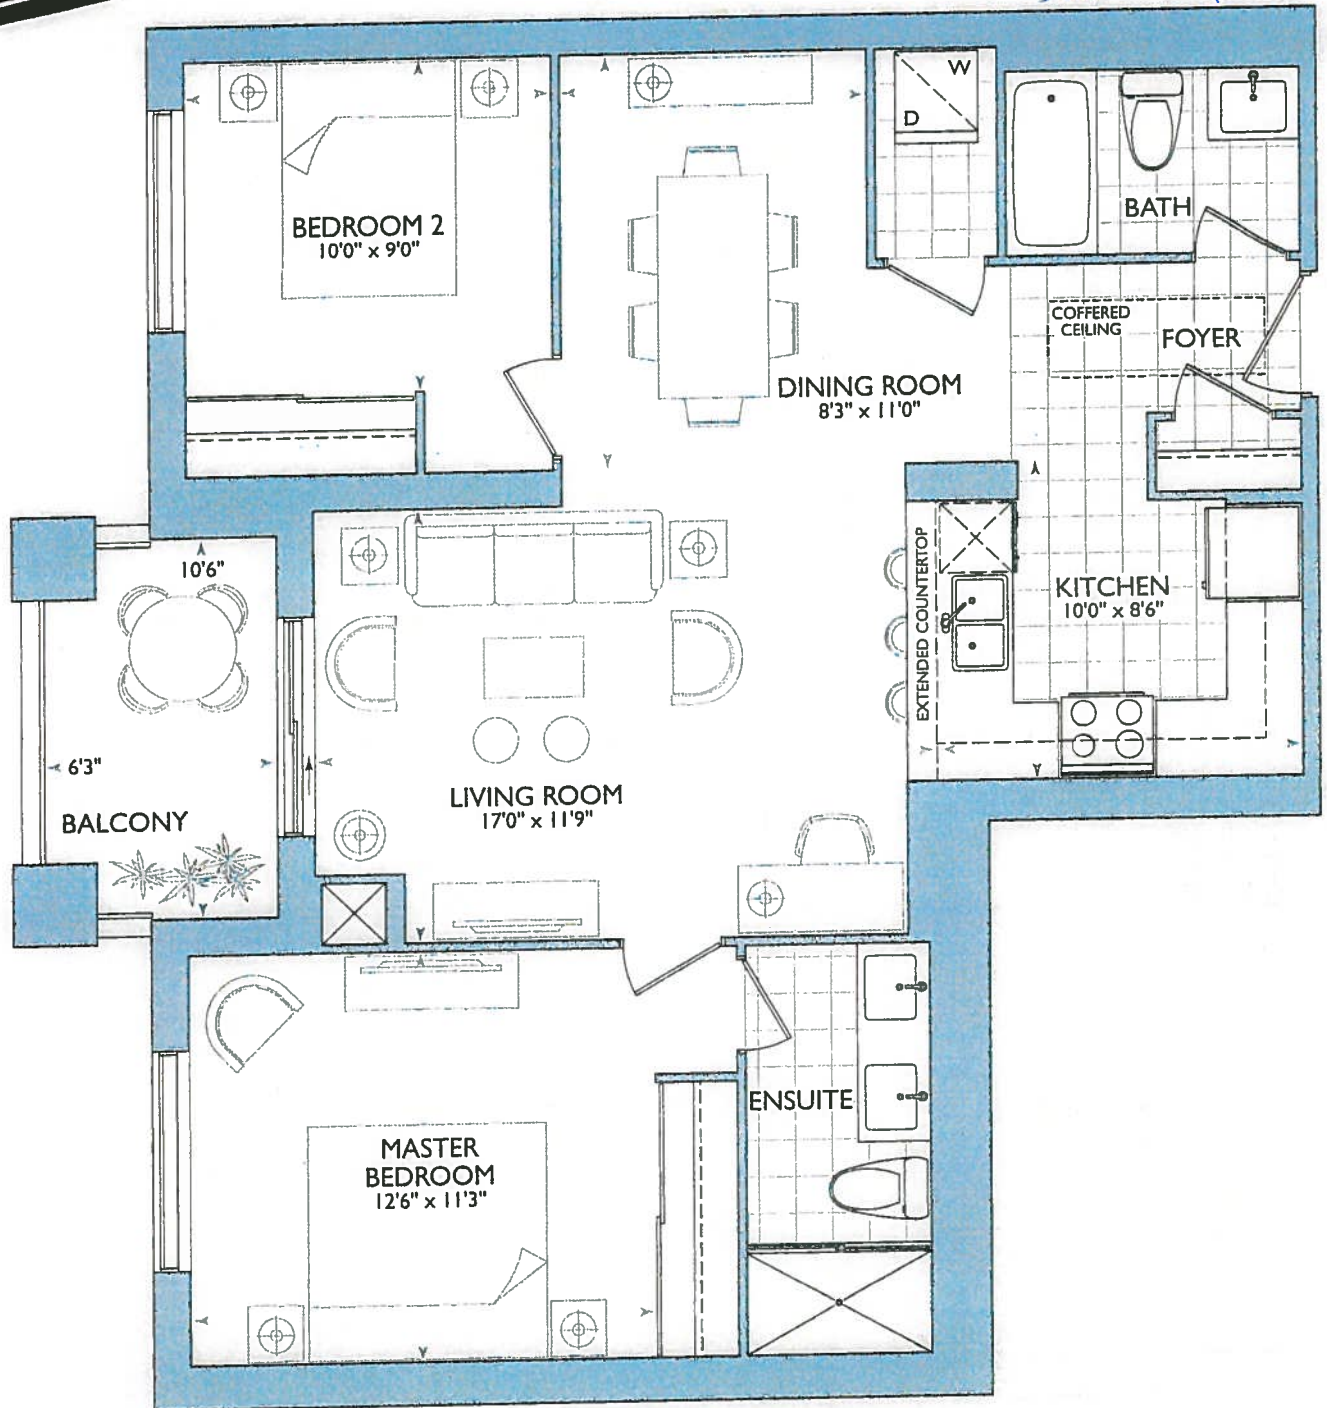 W
D
BATH
BEDROOM 2
10'0" x 9'0"
COFFERED
CEILING
FOYER
DINING ROOM
8'3" x 11'0"
10'6"
EXTENDED COUNTERTOP
KITCHEN
10'0" x 8'6"
6'3"
BALCONY
LIVING ROOM
17'0" x 11'9"
ENSUITE
MASTER
BEDROOM
12'6" x 11'3"